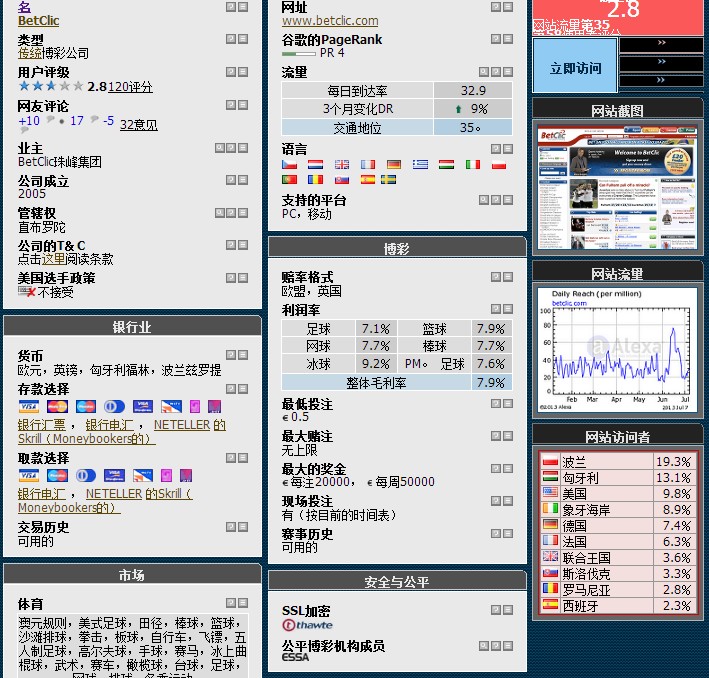 名
BetClic
类型
传统博彩公司
用户评级
2.8120评分
网友评论
+10 17 -5 32意见
业主
BetClic珠峰集团
公司成立
2005
管辖权
直布罗陀
公司的T& C
点击这里阅读条款
美国选手政策
不接受
银行业
货币
欧元，英镑，匈牙利福林，波兰兹罗提
存款选择
银行汇票 ， 银行电汇 ， NETELLER 的
Skrill（Moneybookers的）
取款选择
银行电汇 ， NETELLER 的Skrill（
Moneybookers的）
交易历史
可用的
市场
体育
澳元规则，美式足球，田径，棒球，篮球，
沙滩排球，拳击，板球，自行车，飞镖，五
人制足球，高尔夫球，手球，赛马，冰上曲
棍球，武术，赛车，橄榄球，台球，足球，
网址
www.betclic.com
谷歌的PageRank
PR 4
流量
每日到达率 32.9
3个月变化DR 9%
交通地位 35。
语言
支持的平台
PC，移动
博彩
赔率格式
欧盟，英国
利润率
足球 7.1% 篮球 7.9%
网球 7.7% 棒球 7.7%
冰球 9.2% PM。 足球 7.6%
整体毛利率 7.9%
最低投注
€0.5
最大赌注
无上限
最大的奖金
€每注20000， €每周50000
现场投注
有（按目前的时间表）
赛事历史
可用的
安全与公平
SSL加密
thawte
公平博彩机构成员
ESSA
2.8
网站流量第35
立即访问
网站截图
BetClic
Welcome to BetClic
网站流量
Daily Reach (per million)
betclic.com
100
80
60
40
20
0
Alexa
Feb Mar Apr May Jun Jul
©2013 Alexa 2013 Jul 7
网站访问者
波兰 19.3%
匈牙利 13.1%
美国 9.8%
象牙海岸 8.9%
德国 7.4%
法国 6.3%
联合王国 3.6%
斯洛伐克 3.3%
罗马尼亚 2.8%
西班牙 2.3%